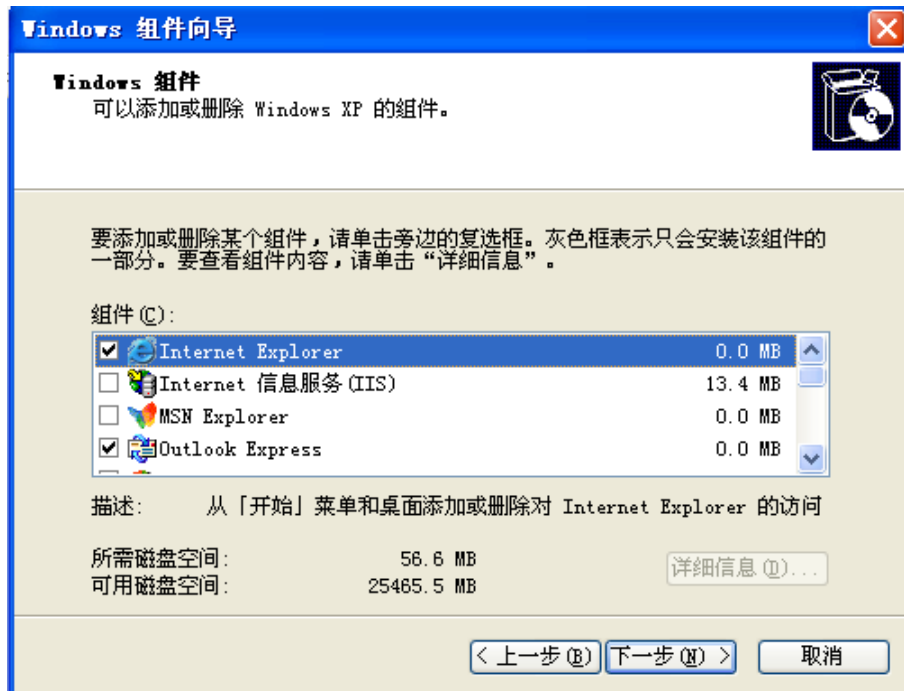 Windows 组件向导
Windows 组件
可以添加或删除 Windows XP 的组件。
要添加或删除某个组件，请单击旁边的复选框。灰色框表示只会安装该组件的
一部分。要查看组件内容，请单击“详细信息”。
组件(C):
Internet Explorer 0.0 MB
Internet 信息服务(IIS) 13.4 MB
MSN Explorer 0.0 MB
Outlook Express 0.0 MB
描述: 从「开始」菜单和桌面添加或删除对 Internet Explorer 的访问
所需磁盘空间: 56.6 MB
可用磁盘空间: 25465.5 MB
详细信息(D)...
< 上一步(B) 下一步(N) > 取消